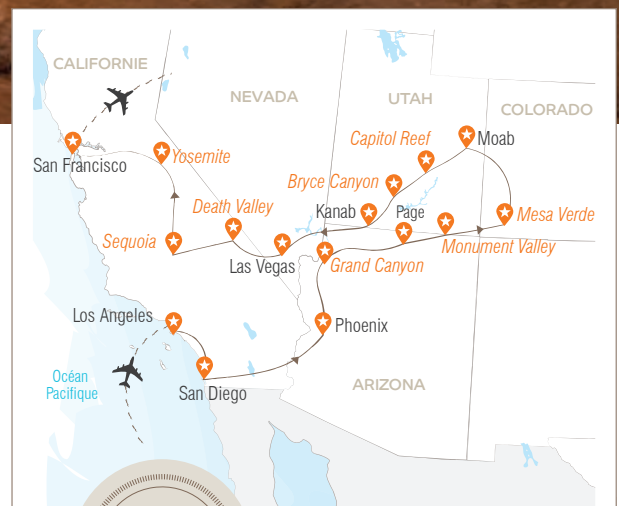 CALIFORNIE
NEVADA
UTAH
COLORADO
Capitol Reef
Moab
San Francisco
Yosemite
Bryce Canyon
Death Valley
Kanab
Page
Mesa Verde
Sequoia
Monument Valley
Las Vegas
Grand Canyon
Los Angeles
Phoenix
Océan
Pacifique
San Diego
ARIZONA